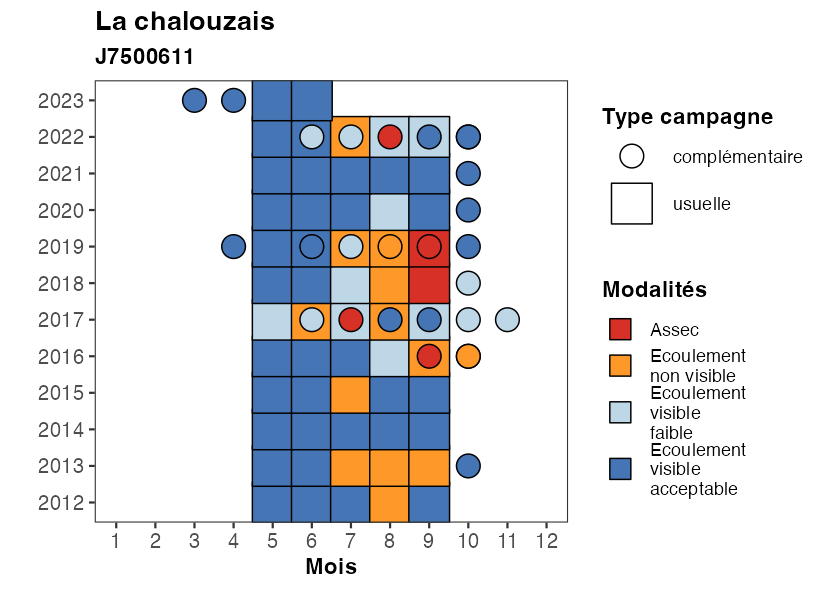 La chalouzais
J7500611
2023
2022
2021
2020
2019
2018
2017
2016
2015
2014
2013
2012
1 2 3 4 5 6 7 8 9 10 11 12
Mois
Type campagne
complémentaire
usuelle
Modalités
Assec
Ecoulement
non visible
Ecoulement
visible
faible
Ecoulement
visible
acceptable